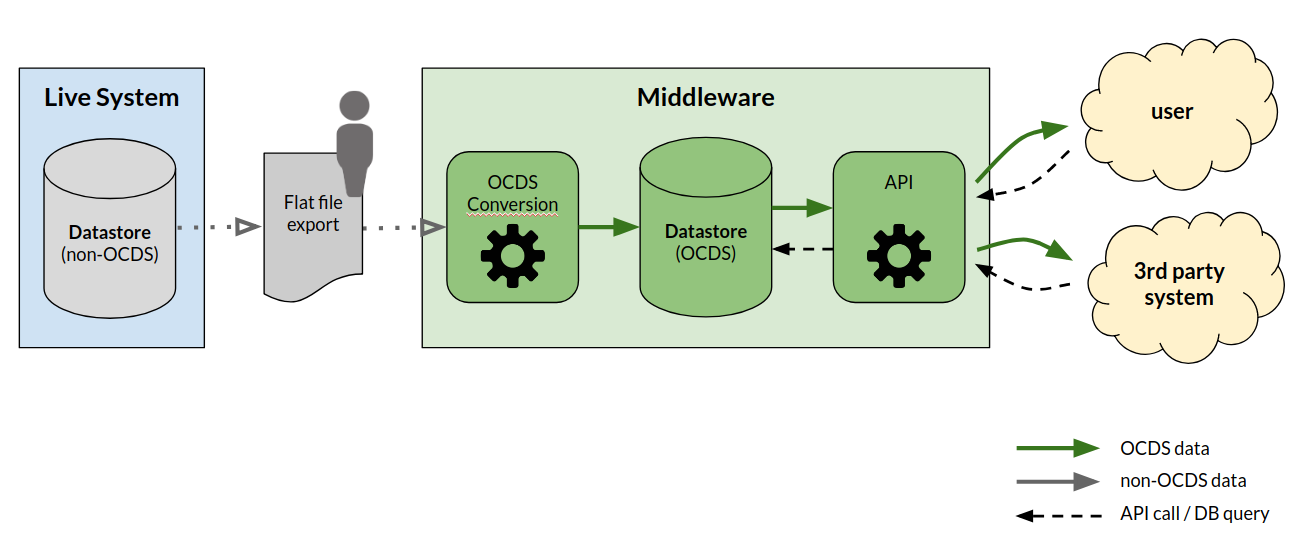 Live System
Datastore
(non-OCDS)
Flat file
export
Middleware
OCDS
Conversion
Datastore
(OCDS)
API
user
3rd party
system
OCDS data
non-OCDS data
API call / DB query